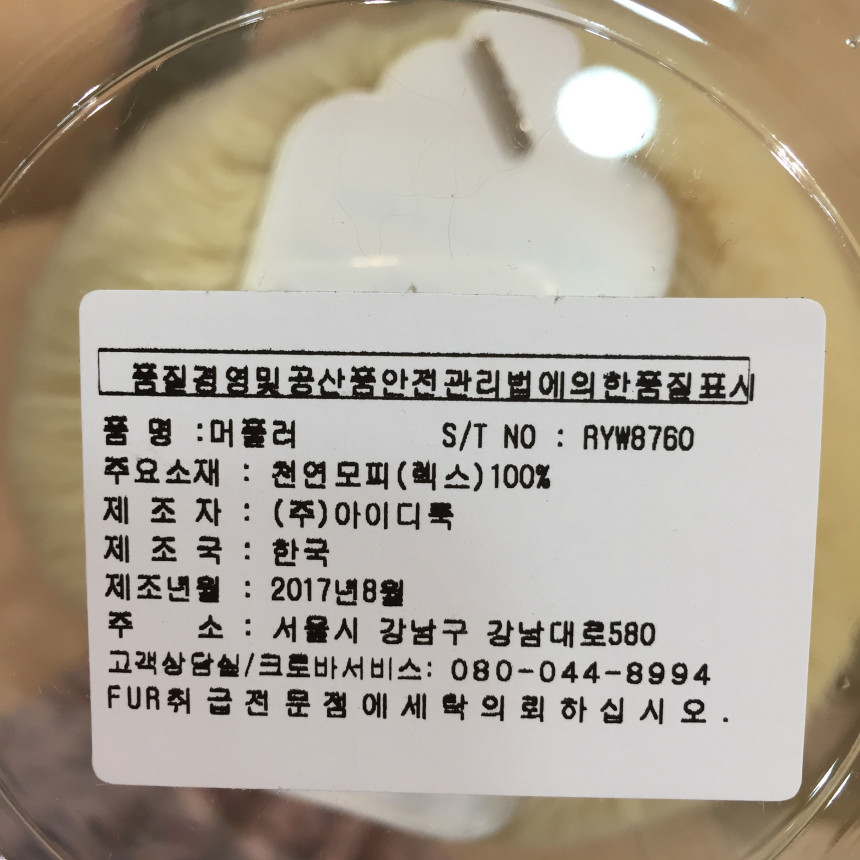 품질경영및공산품안전관리법에의한품질표시
품 명 :머플러 S/T NO : RYW8760
주요소재 : 천연모피(렉스)100%
제 조 자 : (주)아이디룩
제 조 국 : 한국
제조년월 : 2017년8월
주 소 : 서울시 강남구 강남대로580
고객상담실/크로바서비스: 080-044-8994
FUR취 급 전 문 점 에 세 탁 의 뢰 하 십 시 오 .